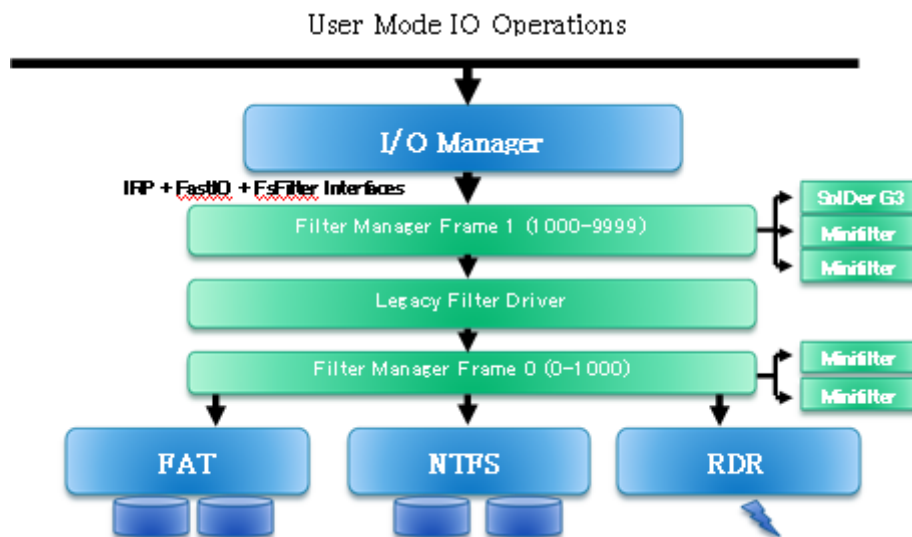 User Mode IO Operations
I/O Manager
IRP + FastIO + FsFilter Interfaces
Filter Manager Frame 1 (1000-9999)
SolDer G3
Minifilter
Minifilter
Legacy Filter Driver
Filter Manager Frame 0 (0-1000)
Minifilter
Minifilter
FAT
NTFS
RDR